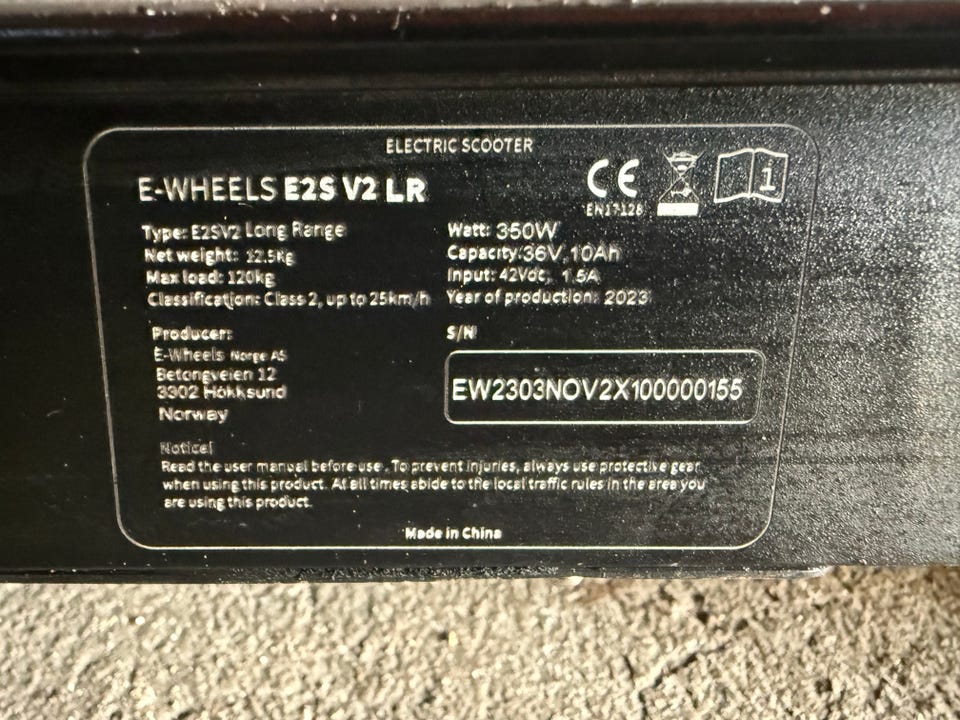 ELECTRIC SCOOTER
E-WHEELS E2S V2 LR
CE
EN17128
1
Type: E2SV2 Long Range
Net weight: 12.5Kg
Max load: 120kg
Classification: Class 2, up to 25km/h
Watt: 350W
Capacity: 36V, 10Ah
Input: 42Vdc, 1.5A
Year of production: 2023
Producer:
E-Wheels Norge AS
Betongveien 12
3302 Hokksund
Norway
S/N
EW2303NOV2X100000155
Notice!
Read the user manual before use. To prevent injuries, always use protective gear
when using this product. At all times abide to the local traffic rules in the area you
are using this product.
Made in China